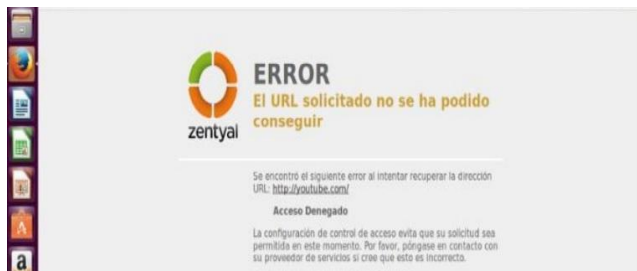 ERROR
El URL solicitado no se ha podido
conseguir
zentyal
Se encontró el siguiente error al intentar recuperar la dirección
URL: http://youtube.com/
Acceso Denegado
La configuración de control de acceso evita que su solicitud sea
permitida en este momento. Por favor, póngase en contacto con
su proveedor de servicios si cree que esto es incorrecto.